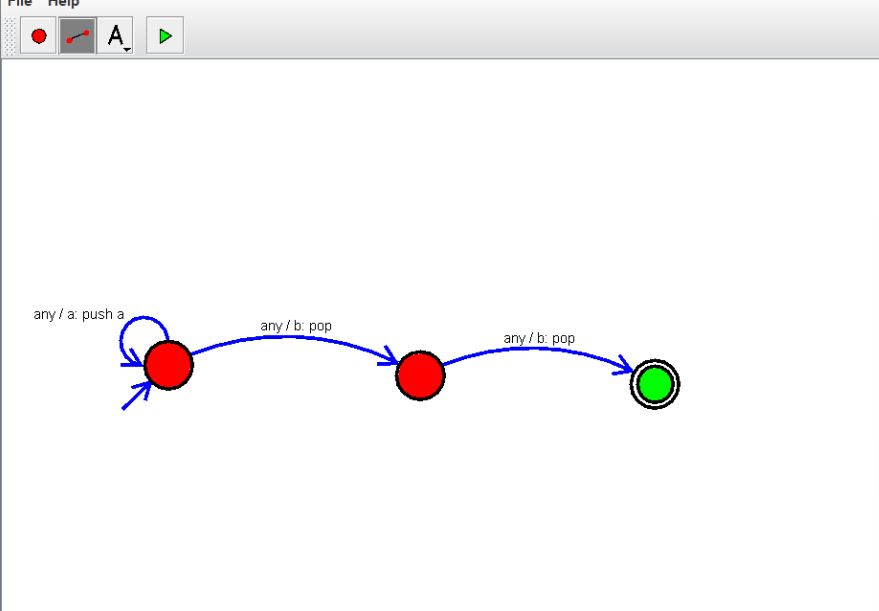 File Help
A
any / a: push a
any / b: pop
any / b: pop